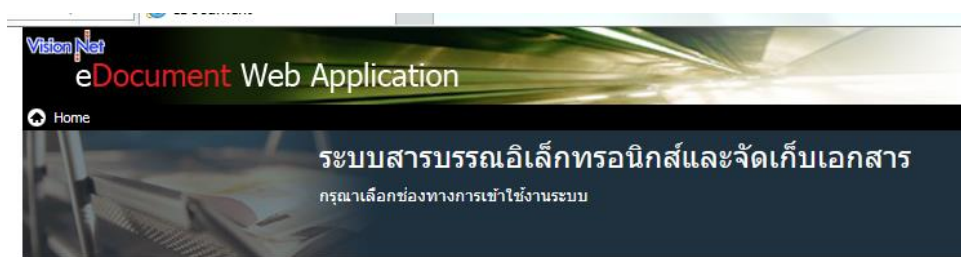 Vision Net
eDocument Web Application
Home
ระบบสารบรรณอิเล็กทรอนิกส์และจัดเก็บเอกสาร
กรุณาเลือกช่องทางการเข้าใช้งานระบบ